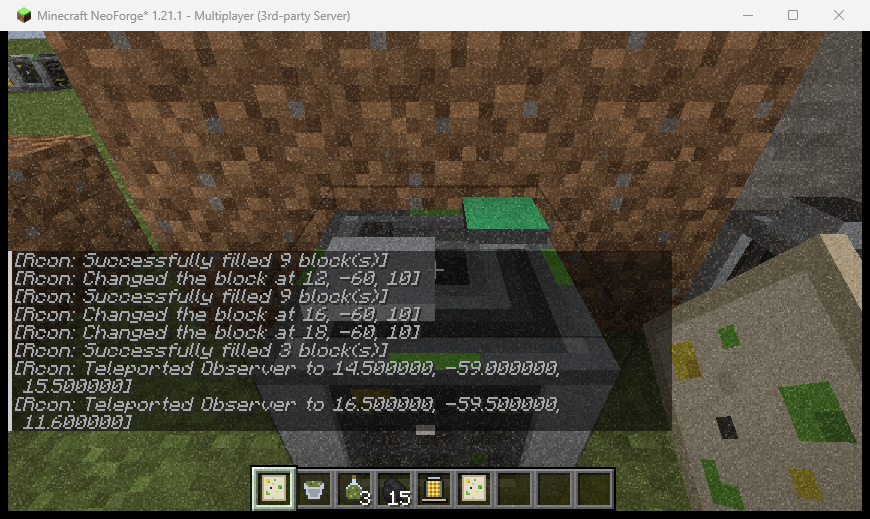 Minecraft NeoForge* 1.21.1 - Multiplayer (3rd-party Server)
[Rcon: Successfully filled 9 block(s)]
[Rcon: Changed the block at 12, -60, 10]
[Rcon: Successfully filled 9 block(s)]
[Rcon: Changed the block at 16, -60, 10]
[Rcon: Changed the block at 18, -60, 10]
[Rcon: Successfully filled 3 block(s)]
[Rcon: Teleported Observer to 14.500000, -59.000000,
15.500000]
[Rcon: Teleported Observer to 16.500000, -59.500000,
11.600000]
3 15